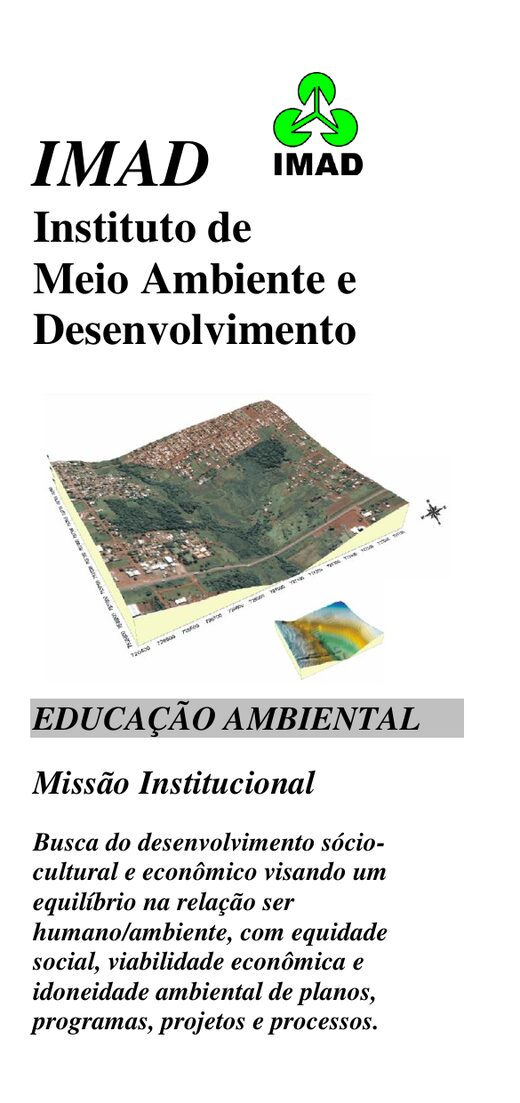 IMAD
IMAD
Instituto de
Meio Ambiente e
Desenvolvimento
EDUCAÇÃO AMBIENTAL
Missão Institucional
Busca do desenvolvimento sócio-
cultural e econômico visando um
equilíbrio na relação ser
humano/ambiente, com equidade
social, viabilidade econômica e
idoneidade ambiental de planos,
programas, projetos e processos.